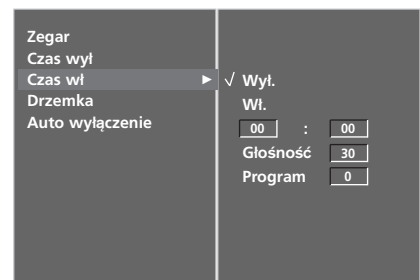 Zegar
Czas wył
Czas wł ►
Drzemka
Auto wyłączenie
√ Wył.
Wł.
00 : 00
Głośność 30
Program 0